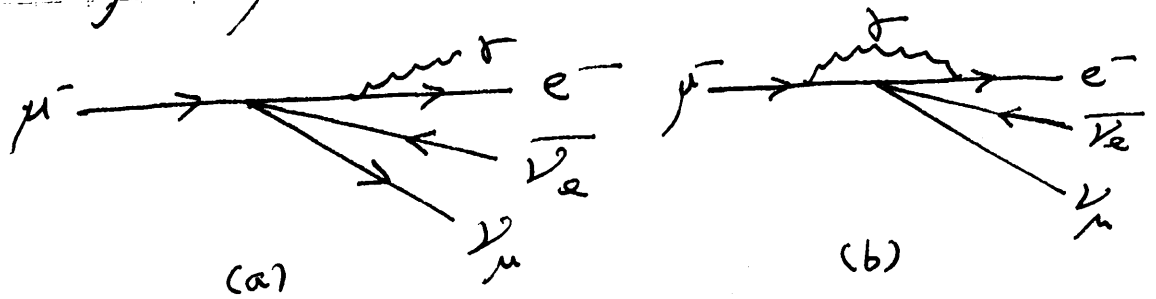 γ γ
μ⁻ e⁻ μ⁻ e⁻
ν̅ₑ ν̅ₑ
ν_μ ν_μ
(a) (b)